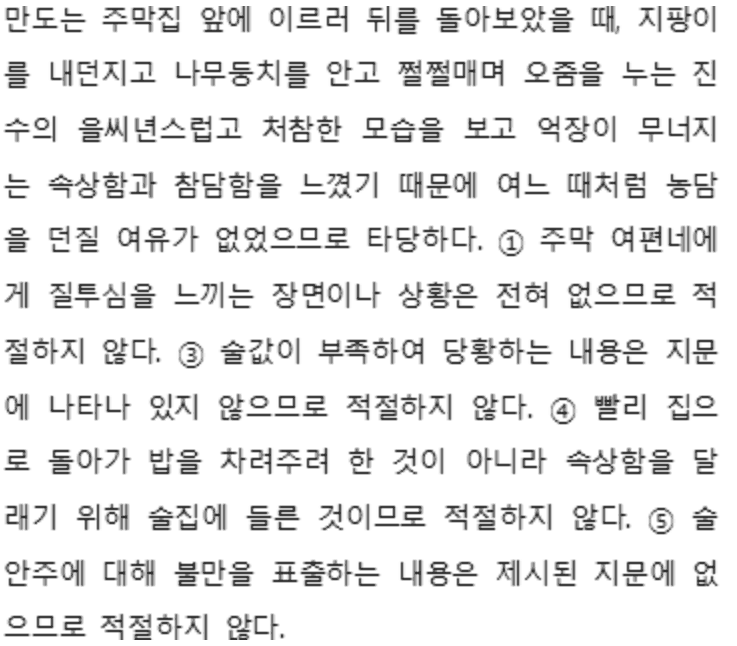 만도는 주막집 앞에 이르러 뒤를 돌아보았을 때, 지팡이
를 내던지고 나무둥치를 안고 쩔쩔매며 오줌을 누는 진
수의 을씨년스럽고 처참한 모습을 보고 억장이 무너지
는 속상함과 참담함을 느꼈기 때문에 여느 때처럼 농담
을 던질 여유가 없었으므로 타당하다. ① 주막 여편네에
게 질투심을 느끼는 장면이나 상황은 전혀 없으므로 적
절하지 않다. ③ 술값이 부족하여 당황하는 내용은 지문
에 나타나 있지 않으므로 적절하지 않다. ④ 빨리 집으
로 돌아가 밥을 차려주려 한 것이 아니라 속상함을 달
래기 위해 술집에 들른 것이므로 적절하지 않다. ⑤ 술
안주에 대해 불만을 표출하는 내용은 제시된 지문에 없
으므로 적절하지 않다.